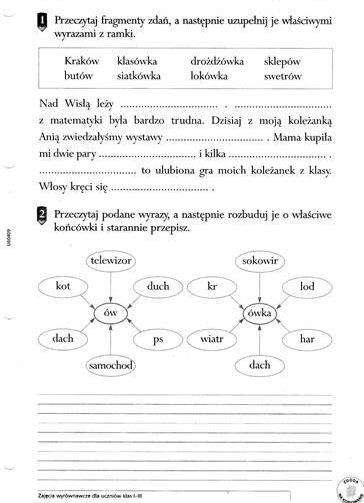 1 Przeczytaj fragmenty zdań, a następnie uzupełnij je właściwymi
wyrazami z ramki.
Kraków klasówka drożdżówka sklepów
butów siatkówka lokówka swetrów
Nad Wisłą leży .............................. . ..............................
z matematyki była bardzo trudna. Dzisiaj z moją koleżanką
Anią zwiedzałyśmy wystawy .............................. . Mama kupiła
mi dwie pary .............................. i kilka .............................. .
.............................. to ulubiona gra moich koleżanek z klasy.
Włosy kręci się .............................. .
2 Przeczytaj podane wyrazy, a następnie rozbuduj je o właściwe
końcówki i starannie przepisz.
telewizor sokowir
kot duch kr lod
ów ówka
dach ps wiatr har
samochod dach
Zajęcia wyrównawcze dla uczniów klas I–III